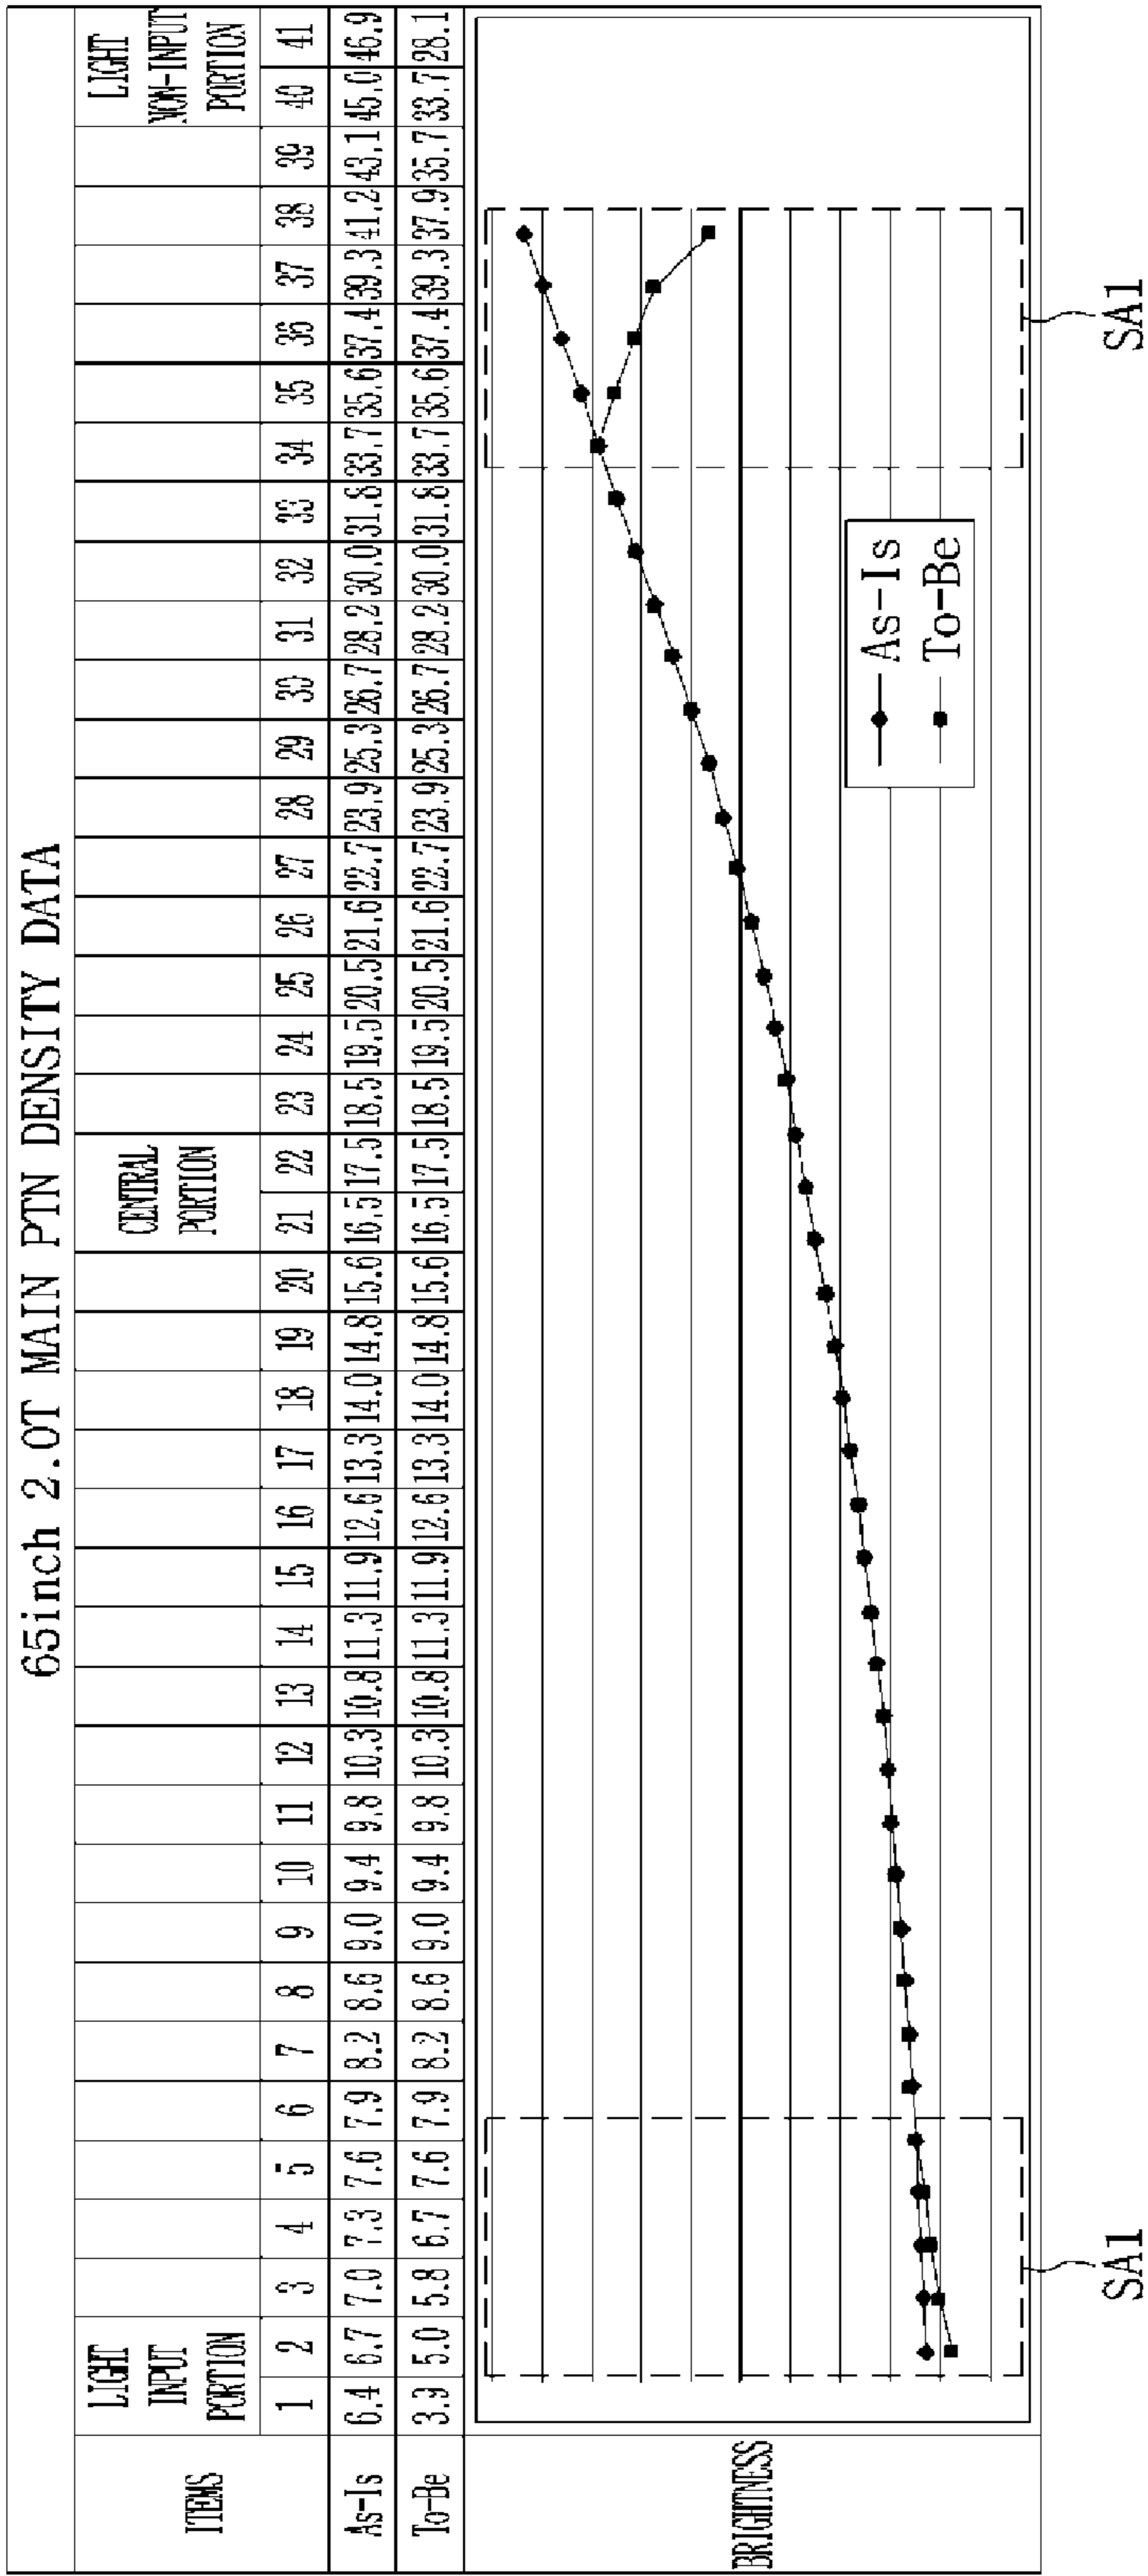 65inch 2.0T MAIN PTN DENSITY DATA
ITEMS
LIGHT
INPUT
PORTION
CENTRAL
PORTION
LIGHT
NON-INPUT
PORTION
1 2 3 4 5 6 7 8 9 10 11 12 13 14 15 16 17 18 19 20 21 22 23 24 25 26 27 28 29 30 31 32 33 34 35 36 37 38 39 40 41
As-Is 6.4 6.7 7.0 7.3 7.6 7.9 8.2 8.6 9.0 9.4 9.8 10.3 10.8 11.3 11.9 12.6 13.3 14.0 14.8 15.6 16.5 17.5 18.5 19.5 20.5 21.6 22.7 23.9 25.3 26.7 28.2 30.0 31.8 33.7 35.6 37.4 39.3 41.2 43.1 45.0 46.9
To-Be 3.9 5.0 5.8 6.7 7.6 7.9 8.2 8.6 9.0 9.4 9.8 10.3 10.8 11.3 11.9 12.6 13.3 14.0 14.8 15.6 16.5 17.5 18.5 19.5 20.5 21.6 22.7 23.9 25.3 26.7 28.2 30.0 31.8 33.7 35.6 37.4 39.3 37.9 35.7 33.7 28.1
BRIGHTNESS
As-Is
To-Be
SA1
SA1